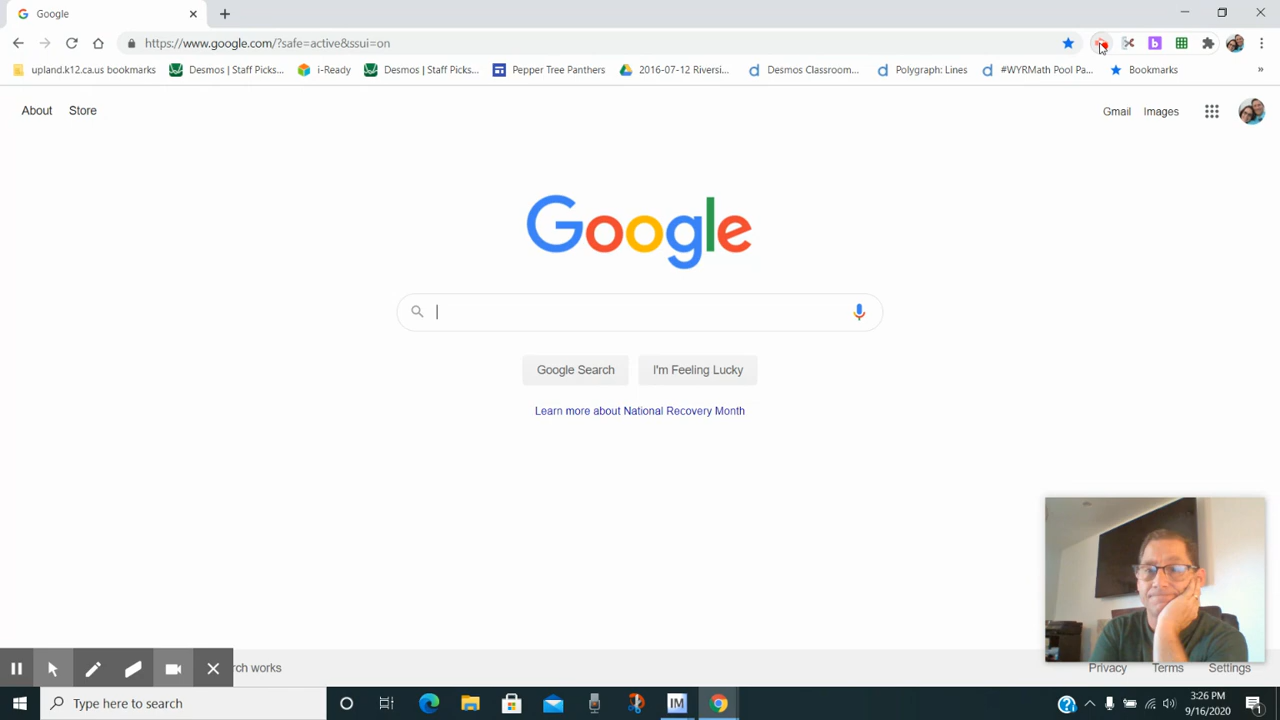 Google
https://www.google.com/?safe=active&ssui=on
upland.k12.ca.us bookmarks
Desmos | Staff Picks...
i-Ready
Desmos | Staff Picks...
Pepper Tree Panthers
2016-07-12 Riversi...
Desmos Classroom...
Polygraph: Lines
#WYRMath Pool Pa...
Bookmarks
»
About
Store
Gmail
Images
Google
Google Search
I'm Feeling Lucky
Learn more about National Recovery Month
rch works
Privacy
Terms
Settings
Type here to search
IM
3:26 PM
9/16/2020
1